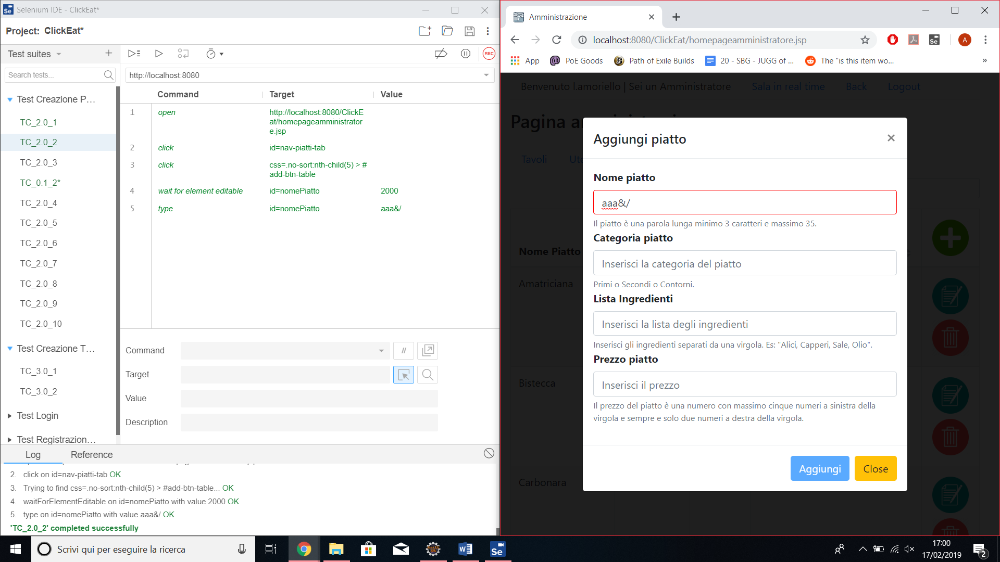 Selenium IDE - ClickEat*
Project: ClickEat*
Test suites
Search tests...
Test Creazione P...
TC_2.0_1
TC_2.0_2
TC_2.0_3
TC_0.1_2*
TC_2.0_4
TC_2.0_5
TC_2.0_6
TC_2.0_7
TC_2.0_8
TC_2.0_9
TC_2.0_10
Test Creazione T...
TC_3.0_1
TC_3.0_2
Test Login
Test Registrazion...
REC
http://localhost:8080
Command Target Value
1 open http://localhost:8080/ClickE
at/homepageamministrator
e.jsp
2 click id=nav-piatti-tab
3 click css=.no-sort:nth-child(5) > #
add-btn-table
4 wait for element editable id=nomePiatto 2000
5 type id=nomePiatto aaa&/
Command //
Target
Value
Description
Log Reference
2. click on id=nav-piatti-tab OK
3. Trying to find css=.no-sort:nth-child(5) > #add-btn-table... OK
4. waitForElementEditable on id=nomePiatto with value 2000 OK
5. type on id=nomePiatto with value aaa&/ OK
'TC_2.0_2' completed successfully
Amministrazione
localhost:8080/ClickEat/homepageamministratore.jsp
Se
A
App PoE Goods Path of Exile Builds 20 - SBG - JUGG of ... The "is this item wo... »
Benvenuto l.amoriello | Sei un Amministratore Sala in real time Back Logout
Pagina
Tavoli
Nome Piatto
Amatriciana
Bistecca
Carbonara
Aggiungi piatto
×
Nome piatto
aaa&/
Il piatto è una parola lunga minimo 3 caratteri e massimo 35.
Categoria piatto
Inserisci la categoria del piatto
Primi o Secondi o Contorni.
Lista Ingredienti
Inserisci la lista degli ingredienti
Inserisci gli ingredienti separati da una virgola. Es: "Alici, Capperi, Sale, Olio".
Prezzo piatto
Inserisci il prezzo
Il prezzo del piatto è una numero con massimo cinque numeri a sinistra della
virgola e sempre e solo due numeri a destra della virgola.
Aggiungi Close
Scrivi qui per eseguire la ricerca
Se
17:00
17/02/2019
2